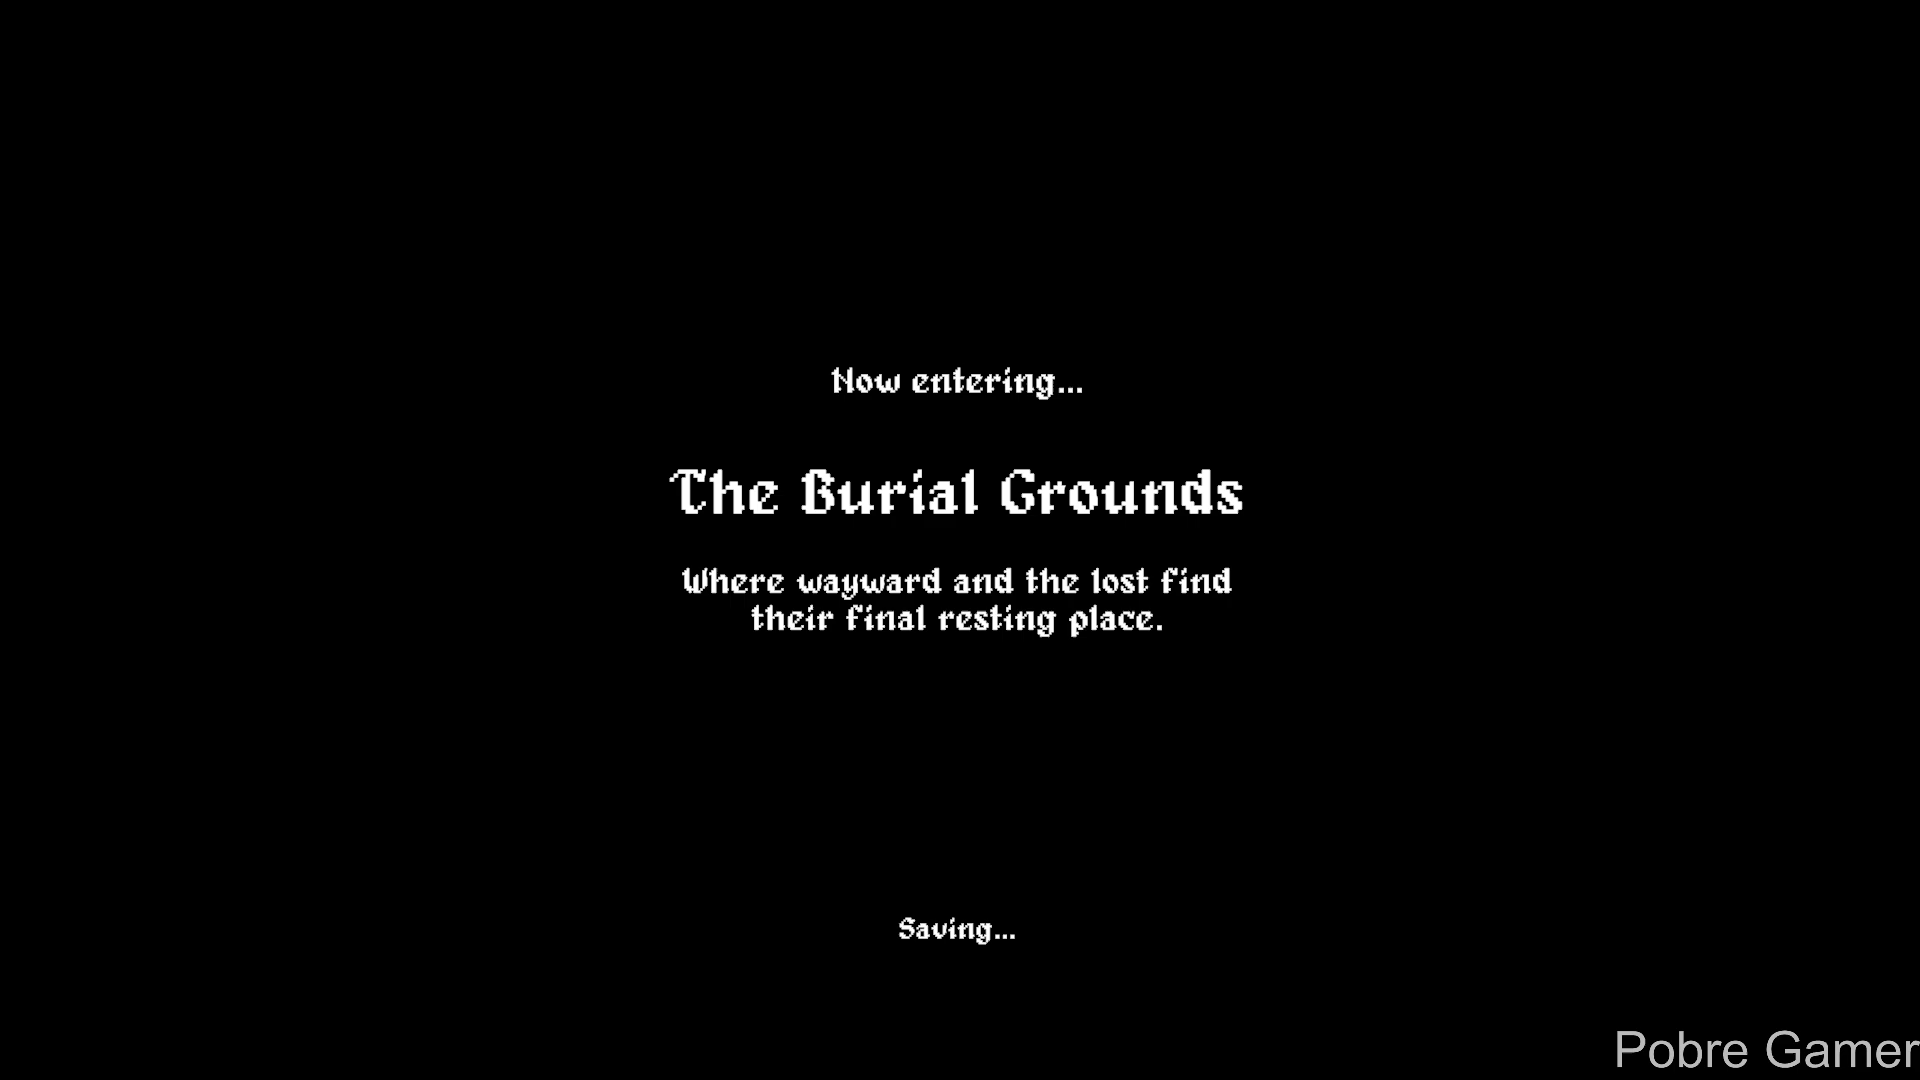 Now entering...
The Burial Grounds
Where wayward and the lost find
their final resting place.
Saving...
Pobre Gamer